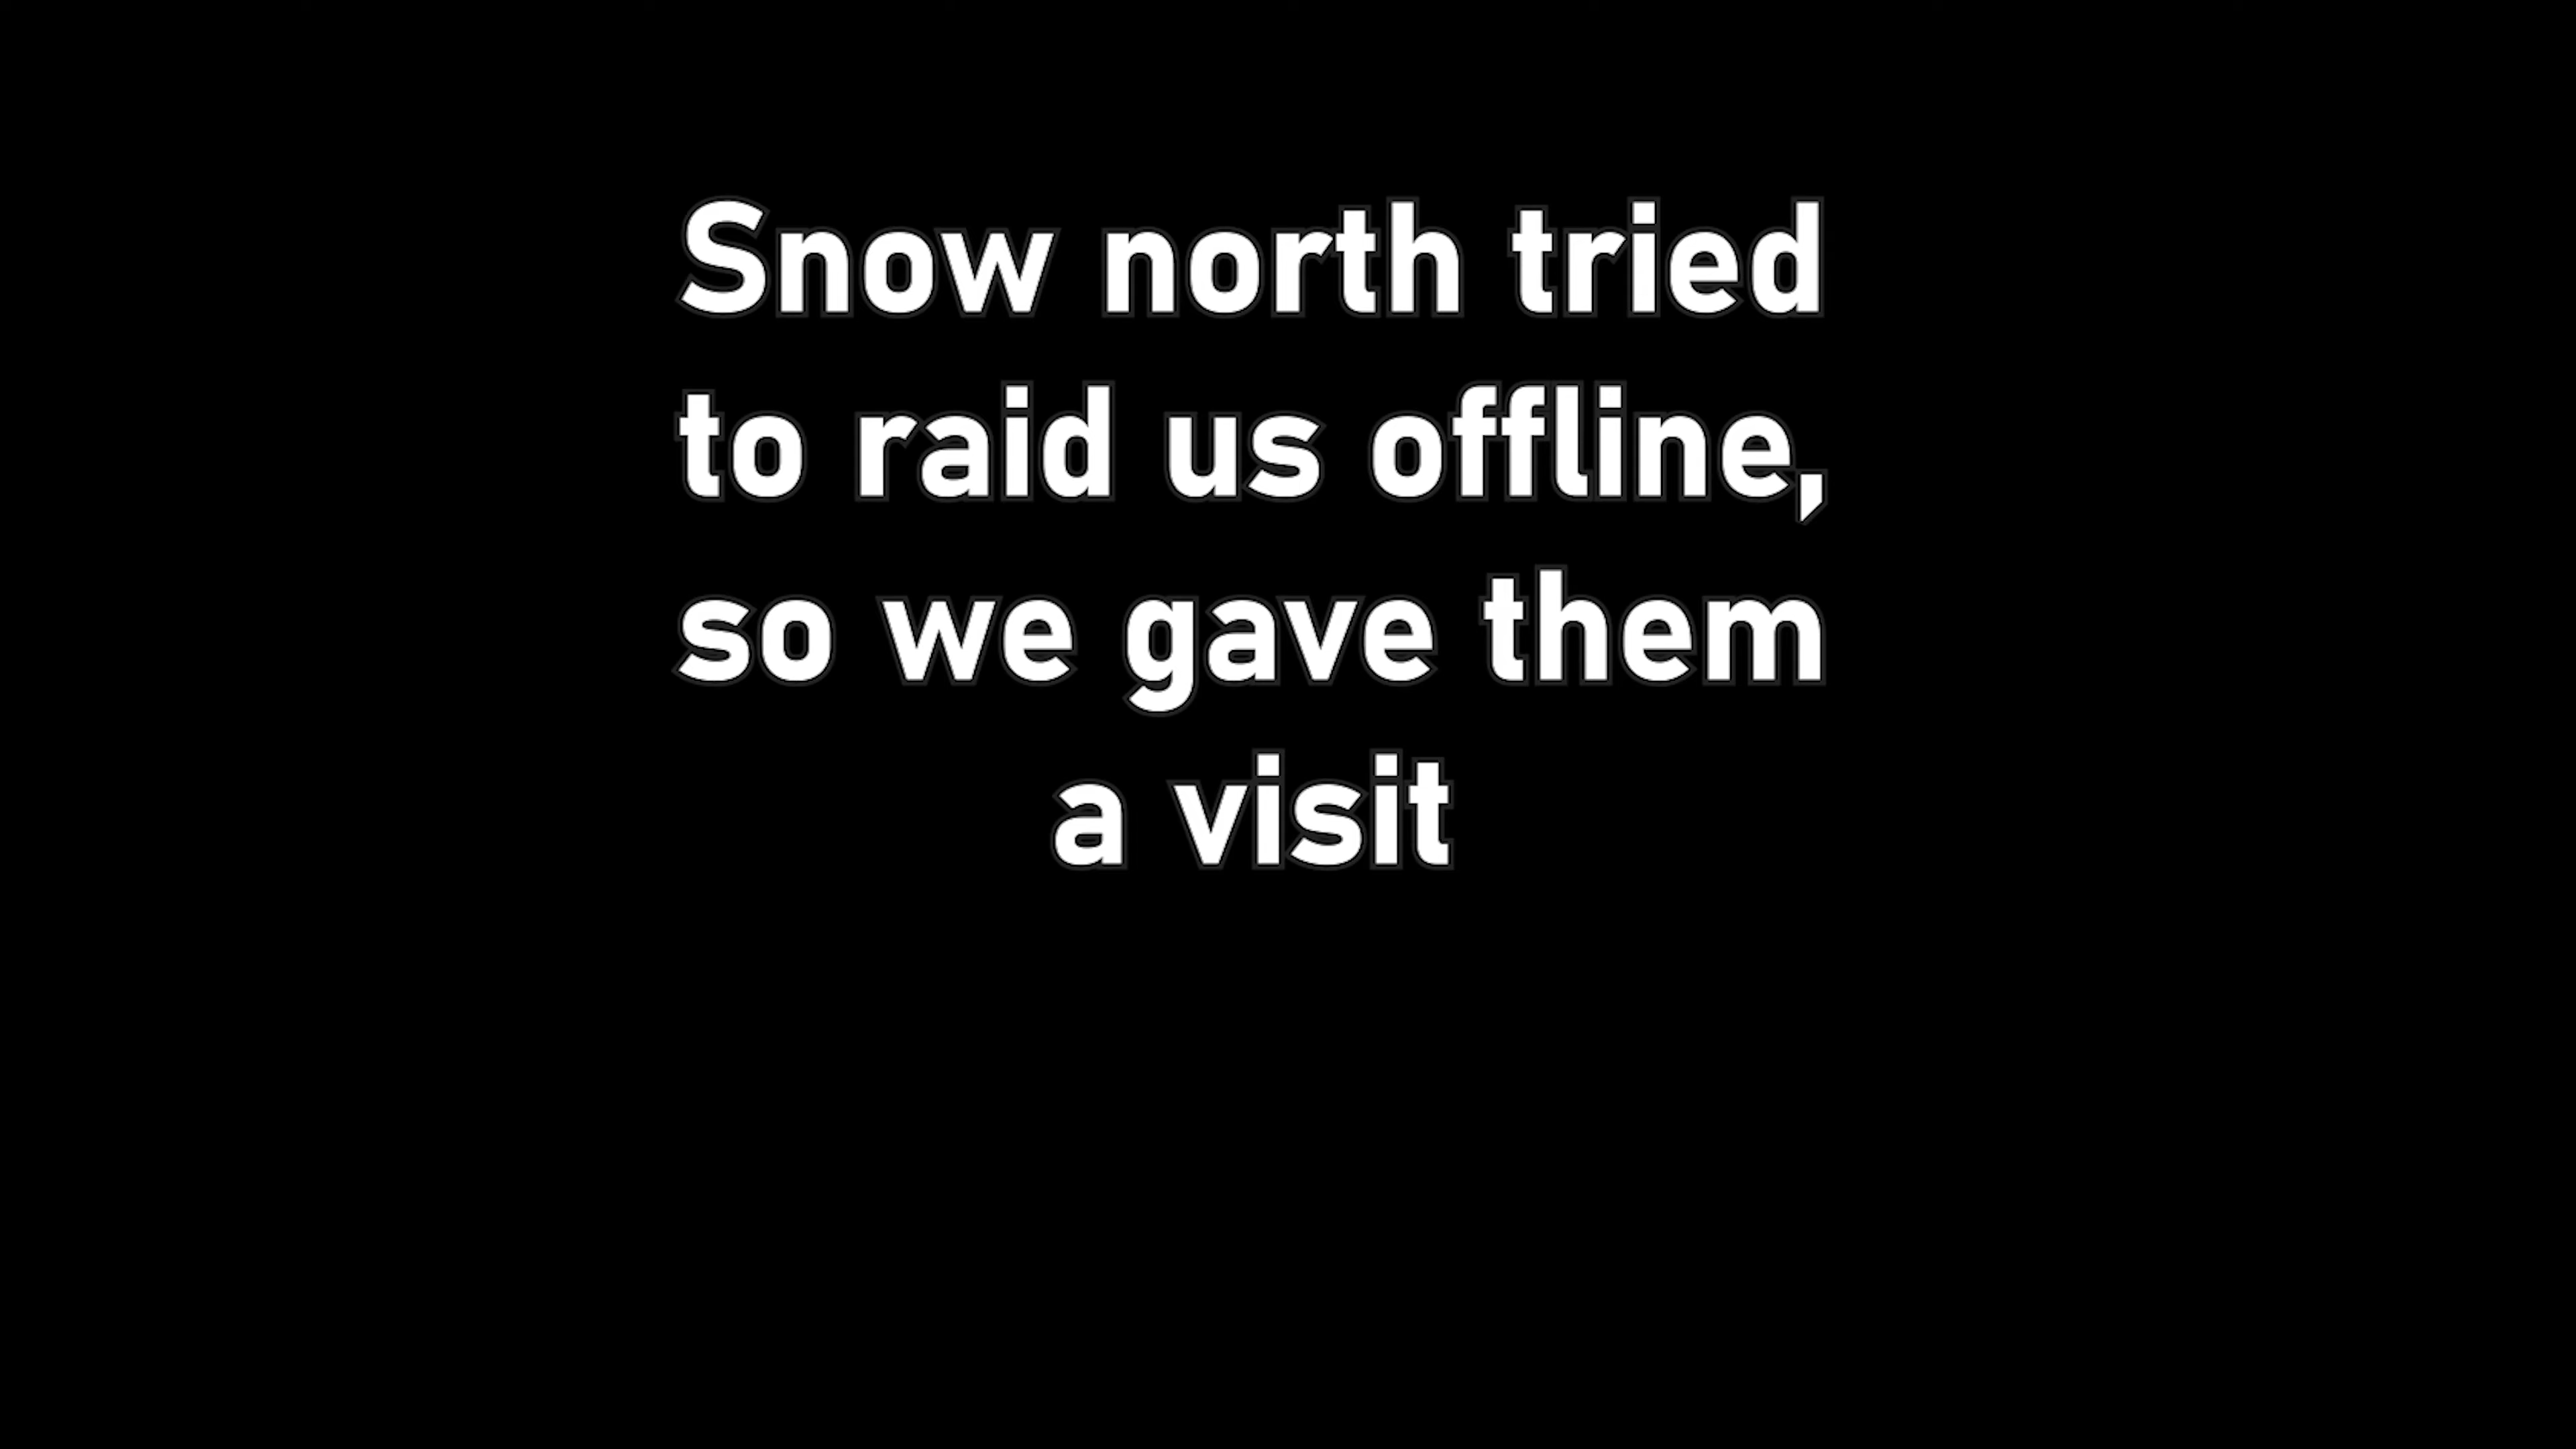 Snow north tried
to raid us offline,
so we gave them
a visit